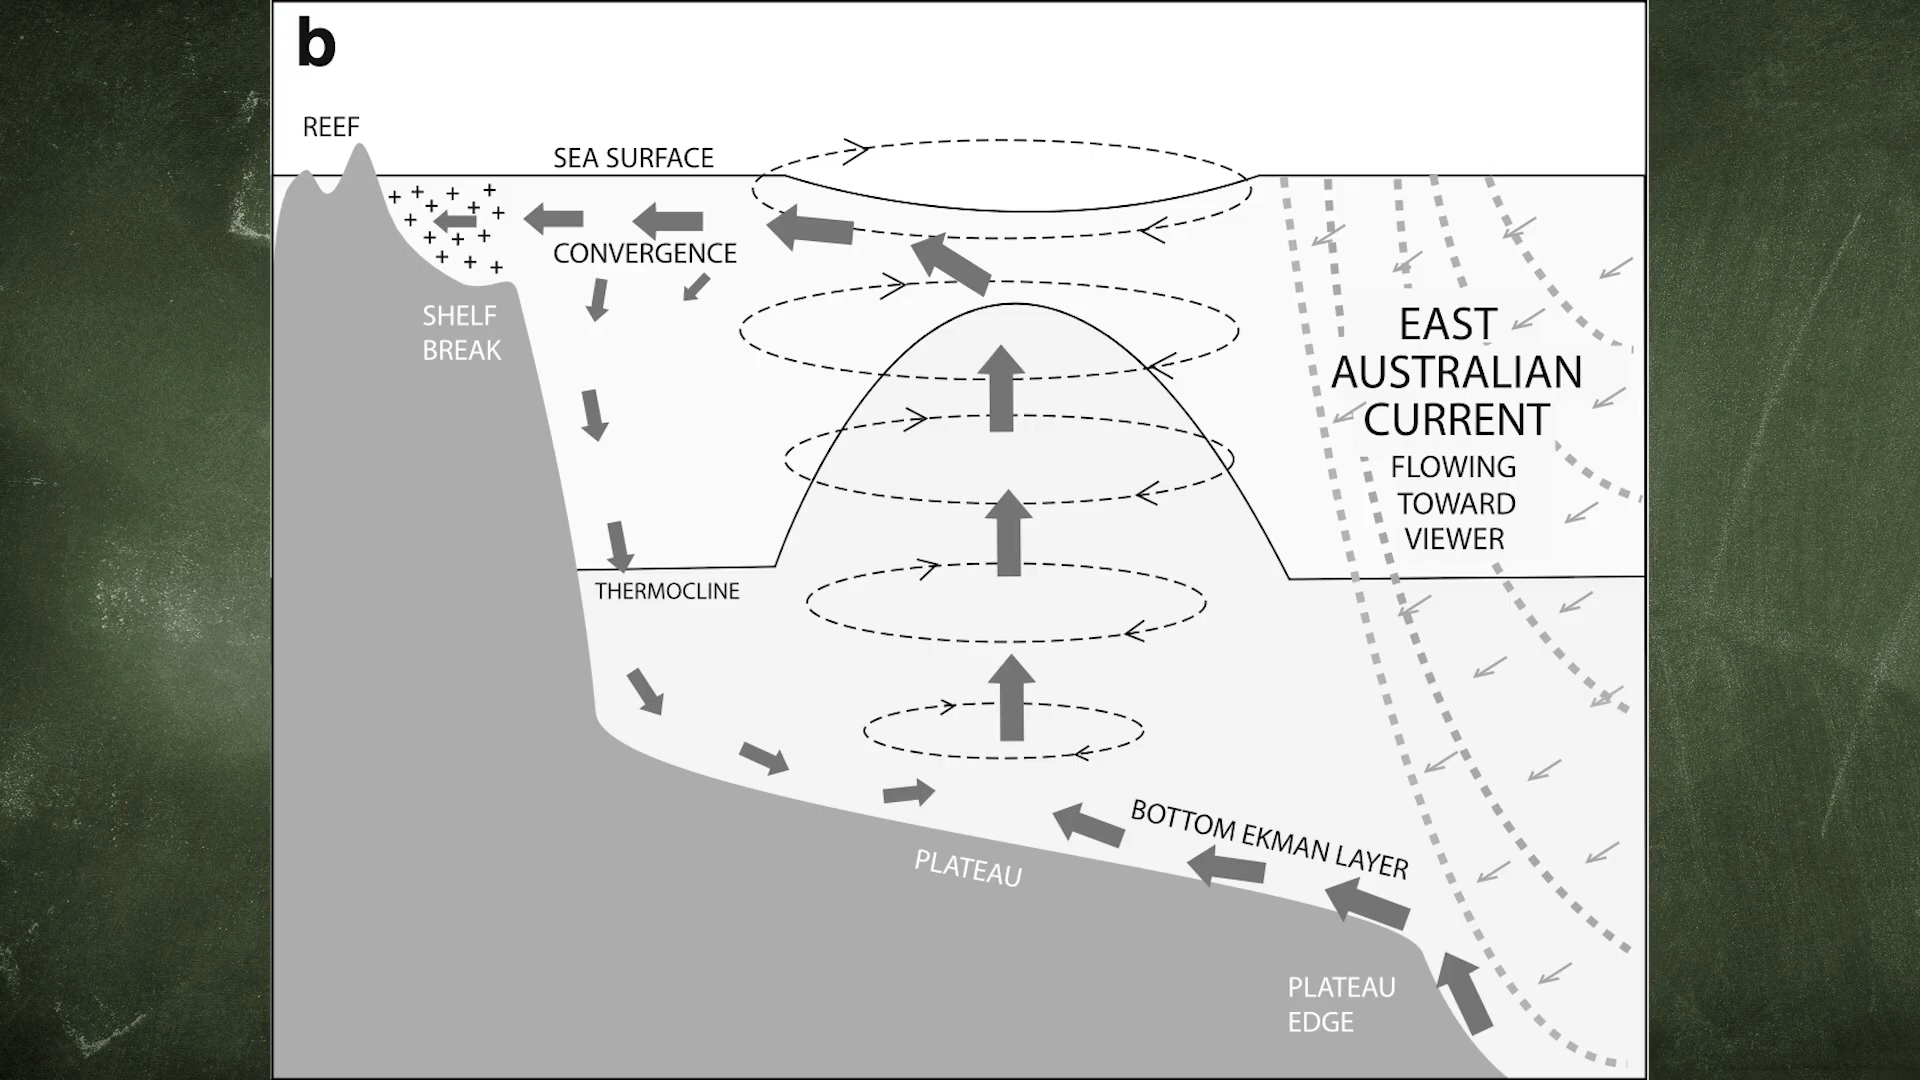 b
REEF
SEA SURFACE
CONVERGENCE
SHELF
BREAK
EAST
AUSTRALIAN
CURRENT
FLOWING
TOWARD
VIEWER
THERMOCLINE
BOTTOM EKMAN LAYER
PLATEAU
PLATEAU
EDGE